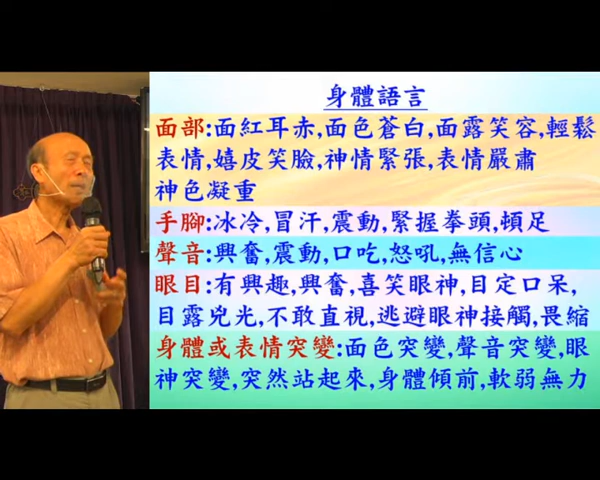 身體語言
面部:面紅耳赤,面色蒼白,面露笑容,輕鬆
表情,嬉皮笑臉,神情緊張,表情嚴肅
神色凝重
手腳:冰冷,冒汗,震動,緊握拳頭,頓足
聲音:興奮,震動,口吃,怒吼,無信心
眼目:有興趣,興奮,喜笑眼神,目定口呆,
目露兇光,不敢直視,逃避眼神接觸,畏縮
身體或表情突變:面色突變,聲音突變,眼
神突變,突然站起來,身體傾前,軟弱無力